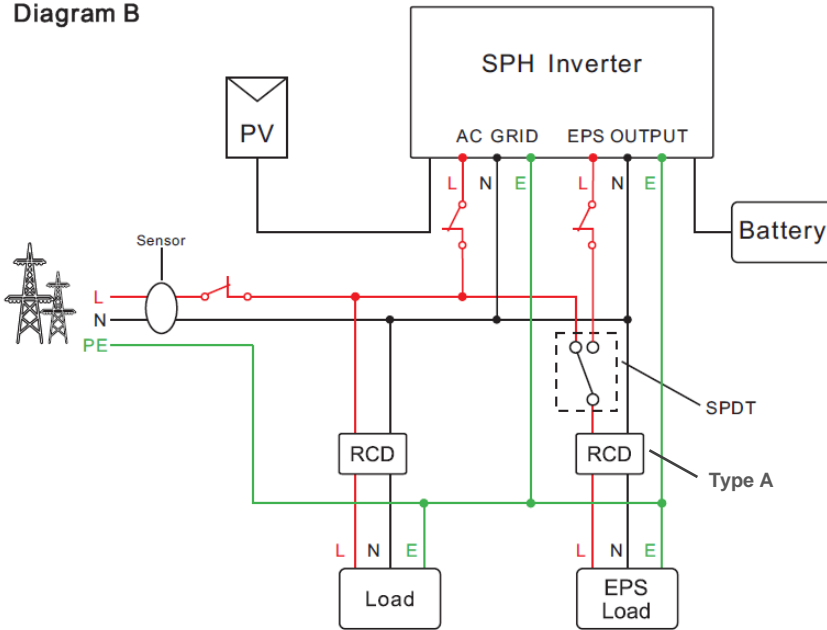 Diagram B
SPH Inverter
PV
AC GRID EPS OUTPUT
L N E L N E
Battery
Sensor
L
N
PE
SPDT
RCD RCD
Type A
L N E L N E
Load
EPS
Load